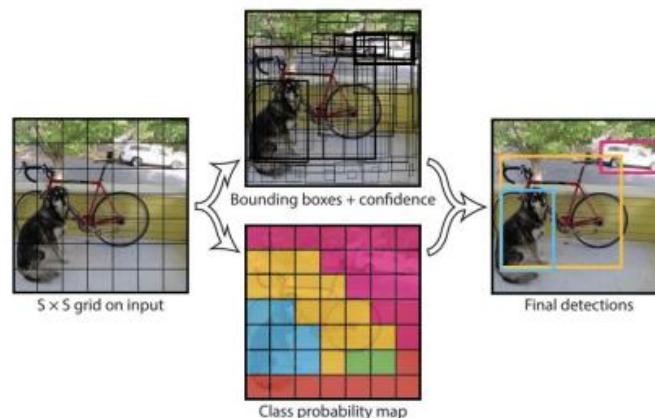 Bounding boxes + confidence
S × S grid on input
Final detections
Class probability map